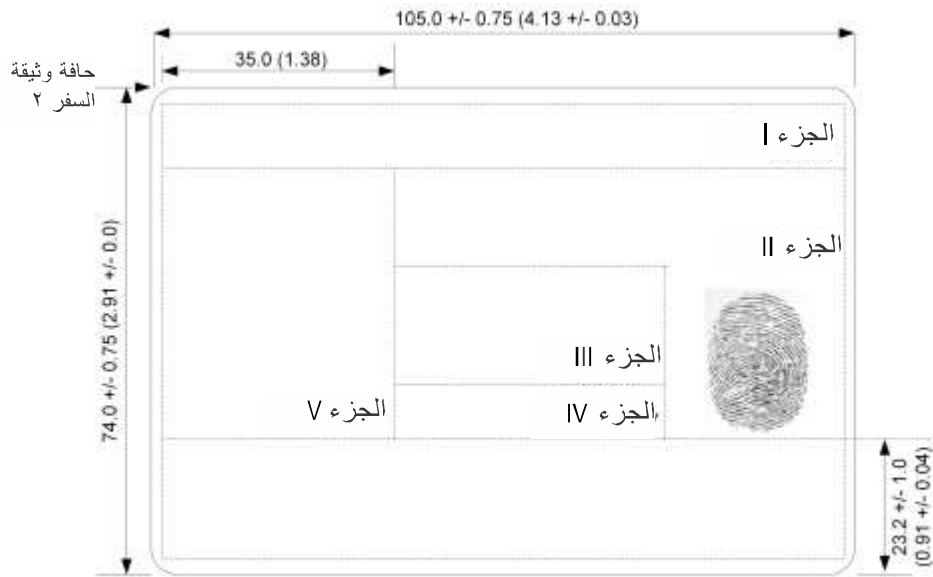 105.0 +/- 0.75 (4.13 +/- 0.03)
35.0 (1.38)
حافة وثيقة
السفر ٢
الجزء I
الجزء II
الجزء III
الجزء IV
الجزء V
74.0 +/- 0.75 (2.91 +/- 0.0)
23.2 +/- 1.0
(0.91 +/- 0.04)